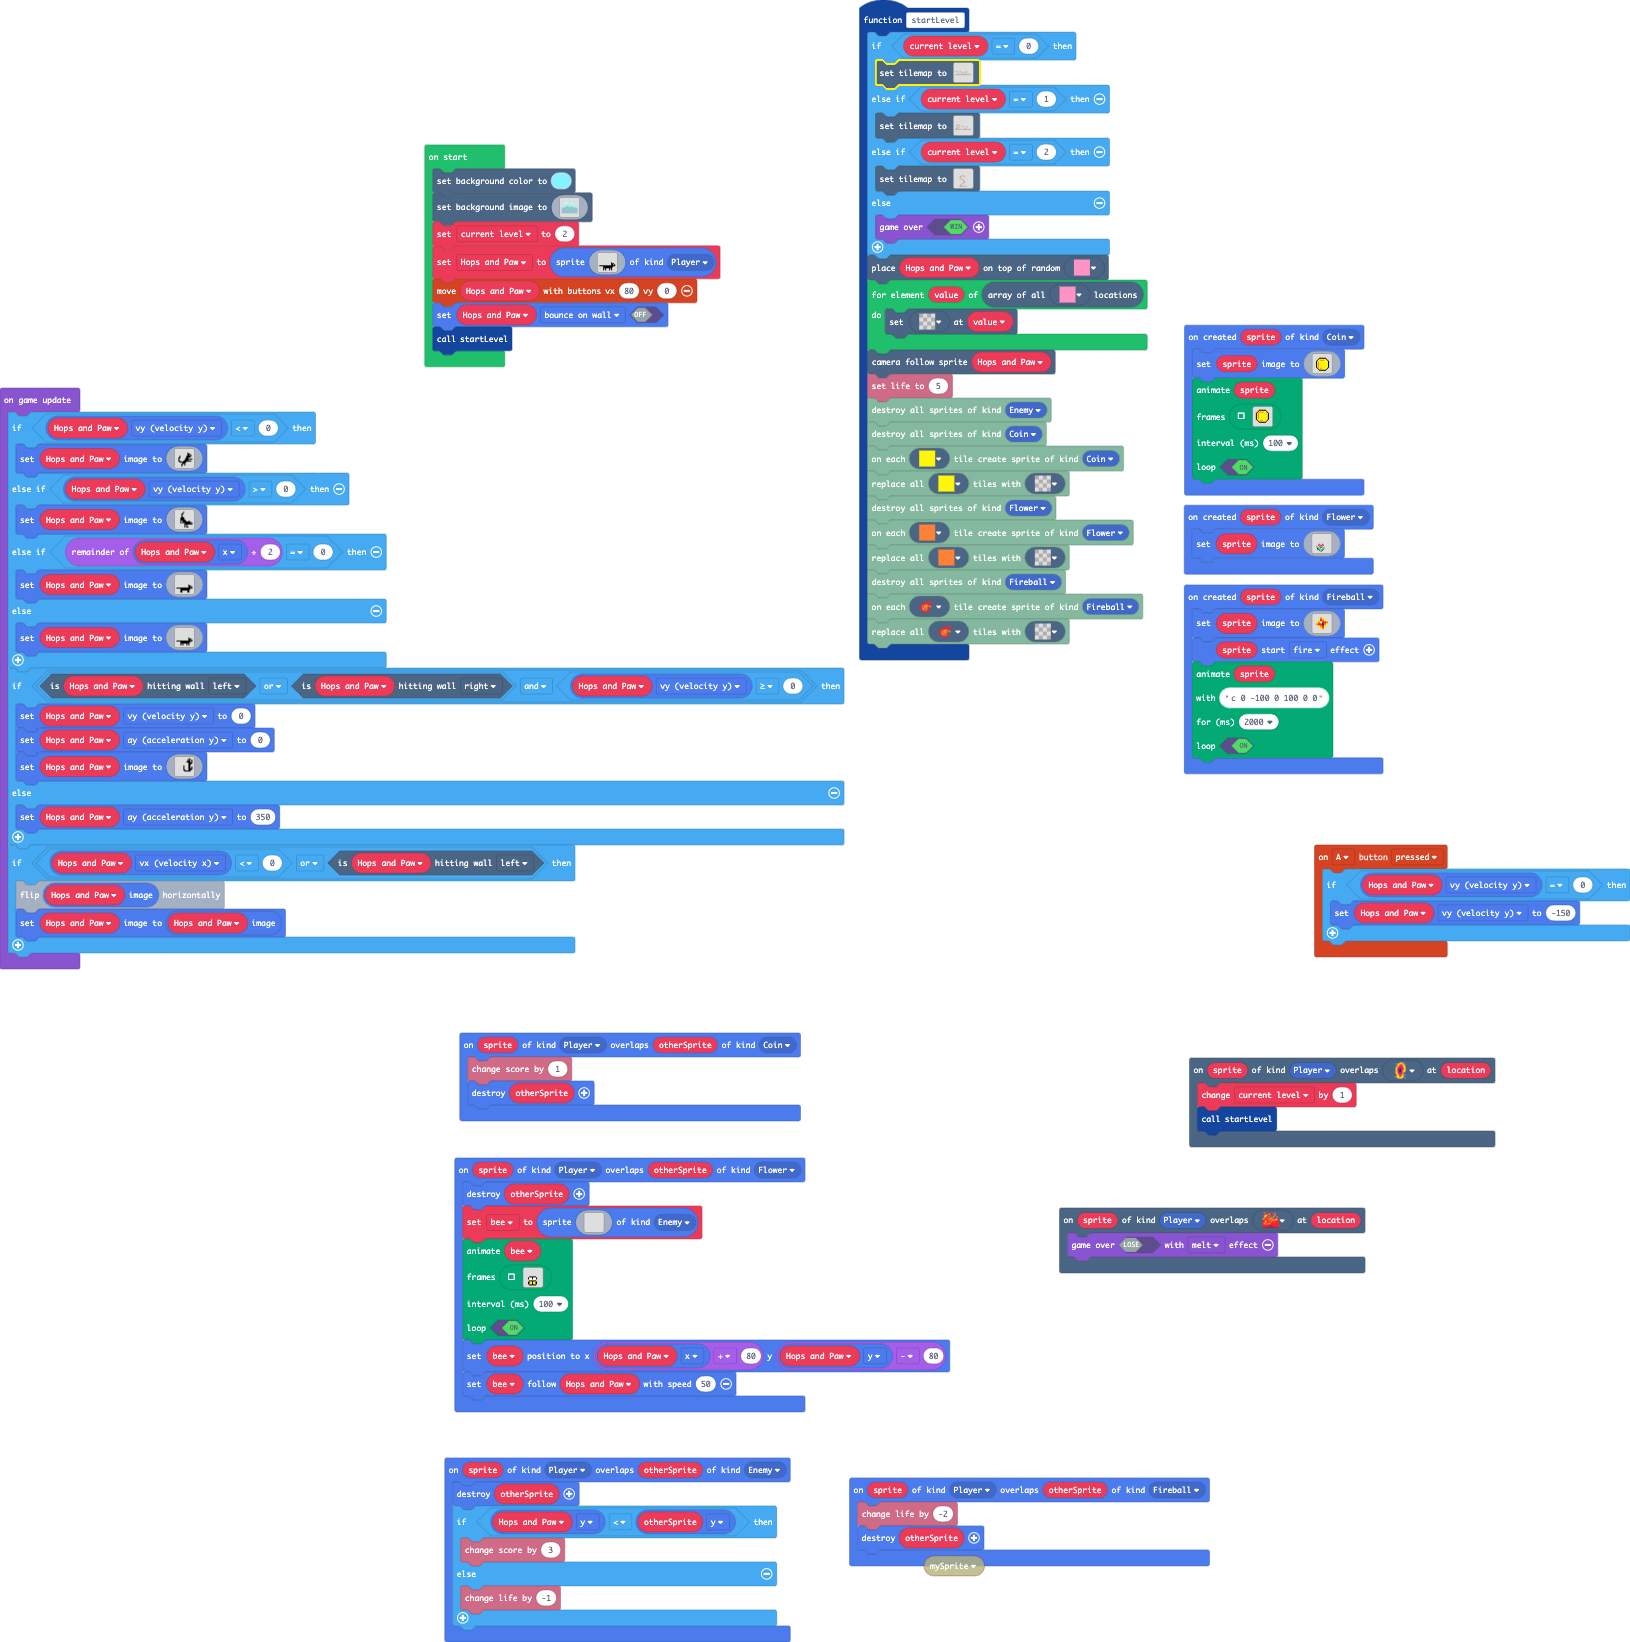 function startLevel
if current level = 0 then
set tilemap to
else if current level = 1 then
set tilemap to
else if current level = 2 then
set tilemap to
else
game over WIN
place Hops and Paw on top of random
for element value of array of all locations
do set at value
camera follow sprite Hops and Paw
set life to 5
destroy all sprites of kind Enemy
destroy all sprites of kind Coin
on each tile create sprite of kind Coin
replace all tiles with
destroy all sprites of kind Flower
on each tile create sprite of kind Flower
replace all tiles with
destroy all sprites of kind Fireball
on each tile create sprite of kind Fireball
replace all tiles with
on start
set background color to
set background image to
set current level to 2
set Hops and Paw to sprite of kind Player
move Hops and Paw with buttons vx 80 vy 0
set Hops and Paw bounce on wall OFF
call startLevel
on created sprite of kind Coin
set sprite image to
animate sprite
frames
interval (ms) 100
loop ON
on created sprite of kind Flower
set sprite image to
on created sprite of kind Fireball
set sprite image to
sprite start fire effect
animate sprite
with "c 0 -100 0 100 0 0"
for (ms) 2000
loop ON
on game update
if Hops and Paw vy (velocity y) < 0 then
set Hops and Paw image to
else if Hops and Paw vy (velocity y) > 0 then
set Hops and Paw image to
else if remainder of Hops and Paw x ÷ 2 = 0 then
set Hops and Paw image to
else
set Hops and Paw image to
if is Hops and Paw hitting wall left or is Hops and Paw hitting wall right and Hops and Paw vy (velocity y) ≥ 0 then
set Hops and Paw vy (velocity y) to 0
set Hops and Paw ay (acceleration y) to 0
set Hops and Paw image to
else
set Hops and Paw ay (acceleration y) to 350
if Hops and Paw vx (velocity x) < 0 or is Hops and Paw hitting wall left then
flip Hops and Paw image horizontally
set Hops and Paw image to Hops and Paw image
on A button pressed
if Hops and Paw vy (velocity y) = 0 then
set Hops and Paw vy (velocity y) to -150
on sprite of kind Player overlaps otherSprite of kind Coin
change score by 1
destroy otherSprite
on sprite of kind Player overlaps at location
change current level by 1
call startLevel
on sprite of kind Player overlaps otherSprite of kind Flower
destroy otherSprite
set bee to sprite of kind Enemy
animate bee
frames
interval (ms) 100
loop ON
set bee position to x Hops and Paw x + 80 y Hops and Paw y - 80
set bee follow Hops and Paw with speed 50
on sprite of kind Player overlaps at location
game over LOSE with melt effect
on sprite of kind Player overlaps otherSprite of kind Enemy
destroy otherSprite
if Hops and Paw y < otherSprite y then
change score by 3
else
change life by -1
on sprite of kind Player overlaps otherSprite of kind Fireball
change life by -2
destroy otherSprite
mySprite